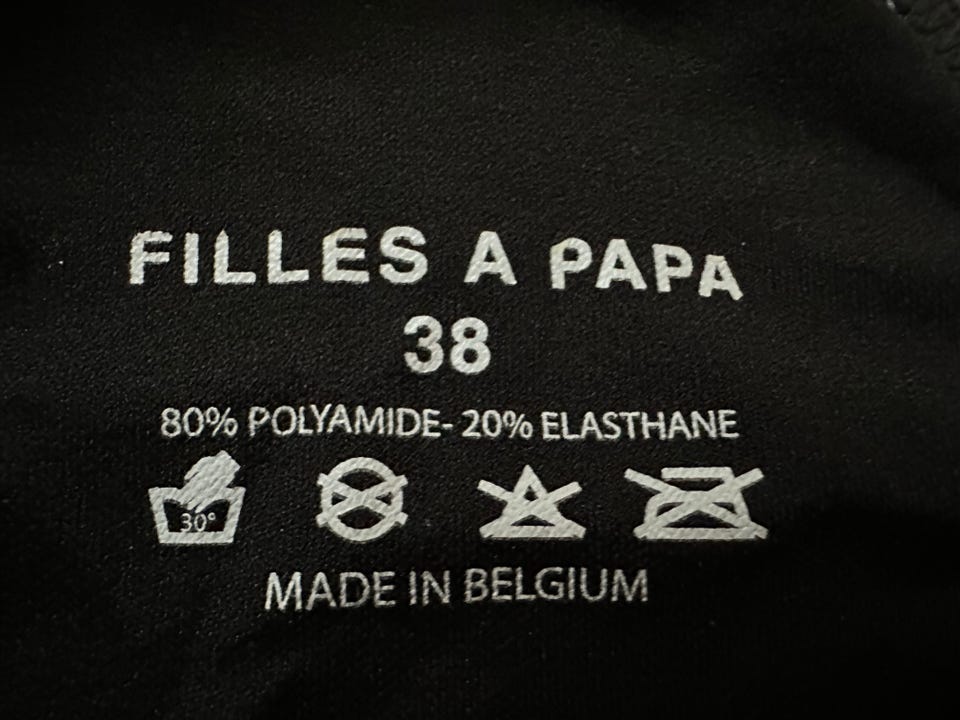 FILLES A PAPA
38
80% POLYAMIDE- 20% ELASTHANE
30°
MADE IN BELGIUM